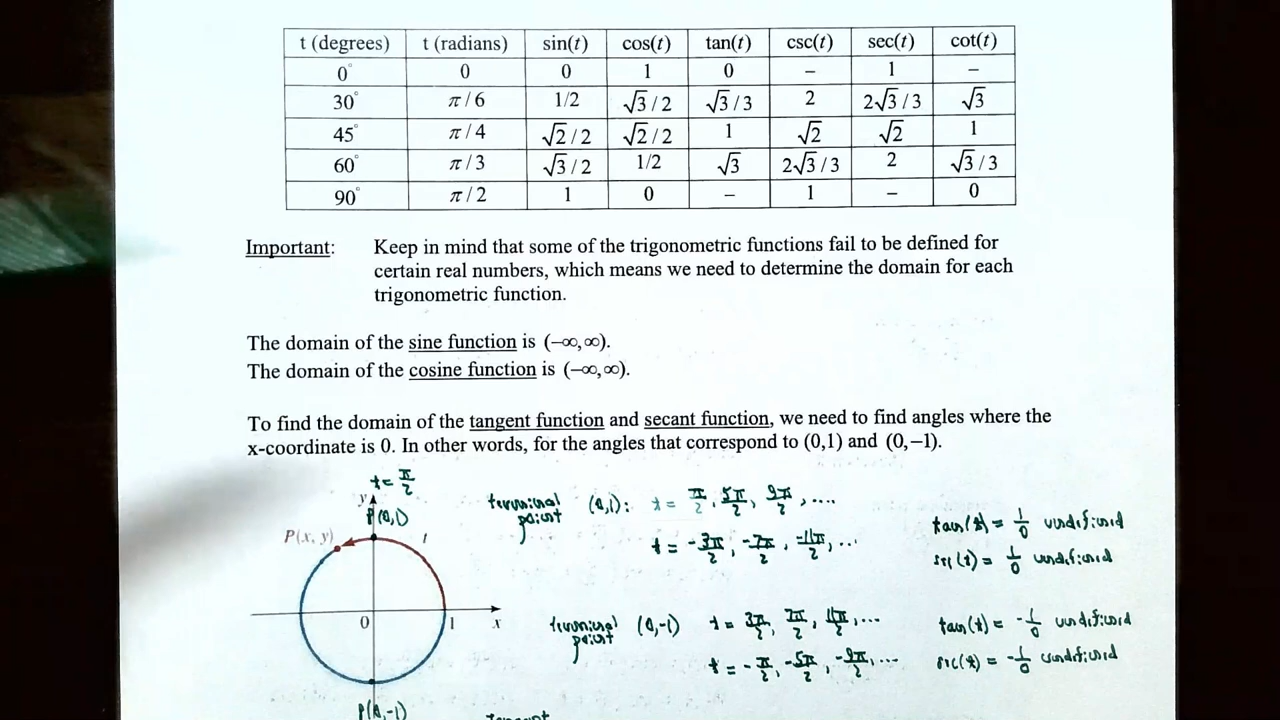 t (degrees) t (radians) sin(t) cos(t) tan(t) csc(t) sec(t) cot(t)
0° 0 0 1 0 – 1 –
30° π / 6 1/2 √3 / 2 √3 / 3 2 2√3 / 3 √3
45° π / 4 √2 / 2 √2 / 2 1 √2 √2 1
60° π / 3 √3 / 2 1/2 √3 2√3 / 3 2 √3 / 3
90° π / 2 1 0 – 1 – 0
Important: Keep in mind that some of the trigonometric functions fail to be defined for
certain real numbers, which means we need to determine the domain for each
trigonometric function.
The domain of the sine function is (−∞,∞).
The domain of the cosine function is (−∞,∞).
To find the domain of the tangent function and secant function, we need to find angles where the
x-coordinate is 0. In other words, for the angles that correspond to (0,1) and (0,−1).
t = π/2
y
P(0,1)
P(x, y)
1
0 1 x
P(0,-1)
terminal point (0,1): t = π/2, 5π/2, 9π/2, ....
t = -3π/2, -7π/2, -11π/2, ...
tan(t) = 1/0 undefined
sec(t) = 1/0 undefined
terminal point (0,-1) t = 3π/2, 7π/2, 11π/2, ...
t = -π/2, -5π/2, -9π/2, ...
tan(t) = -1/0 undefined
sec(t) = -1/0 undefined